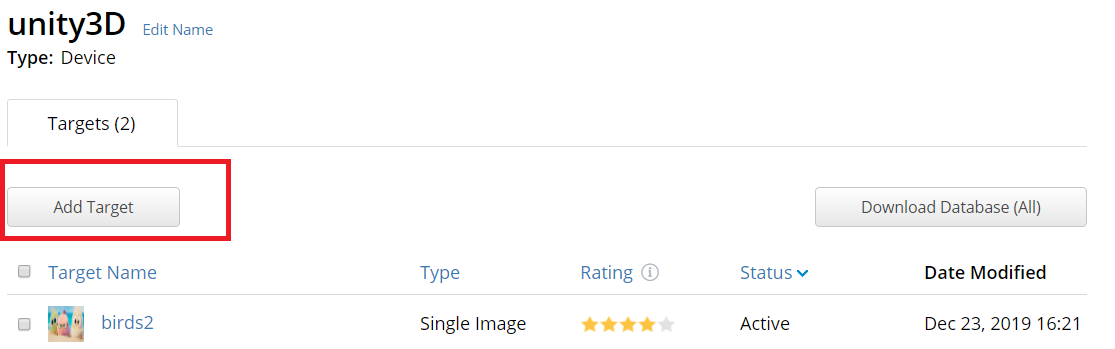 unity3D Edit Name
Type: Device
Targets (2)
Add Target Download Database (All)
Target Name Type Rating Status Date Modified
birds2 Single Image Active Dec 23, 2019 16:21